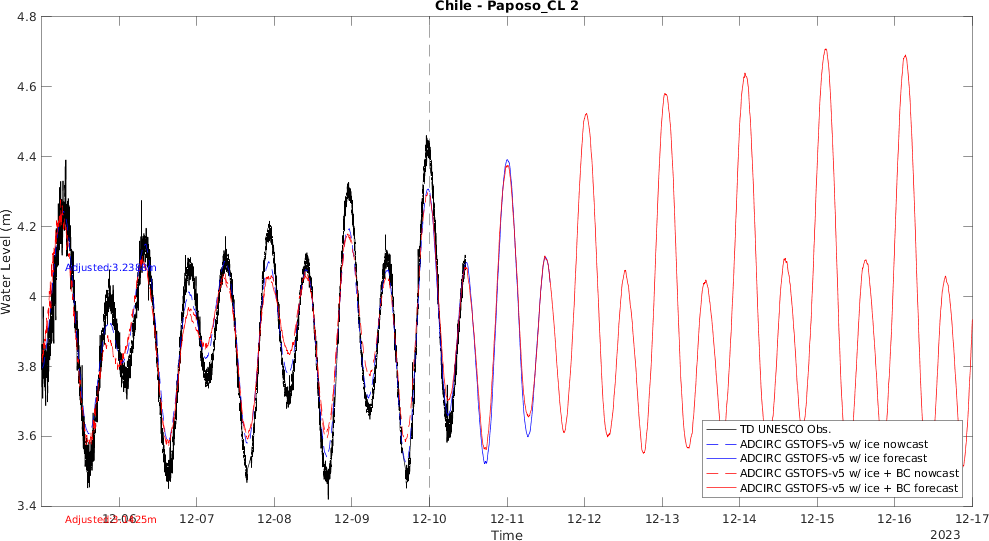 Chile - Paposo_CL 2
4.8
4.6
4.4
4.2
4
3.8
3.6
3.4
Water Level (m)
TD UNESCO Obs.
ADCIRC GSTOFS-v5 w/ ice nowcast
ADCIRC GSTOFS-v5 w/ ice forecast
ADCIRC GSTOFS-v5 w/ ice + BC nowcast
ADCIRC GSTOFS-v5 w/ ice + BC forecast
12-06 12-07 12-08 12-09 12-10 12-11 12-12 12-13 12-14 12-15 12-16 12-17
Time
2023